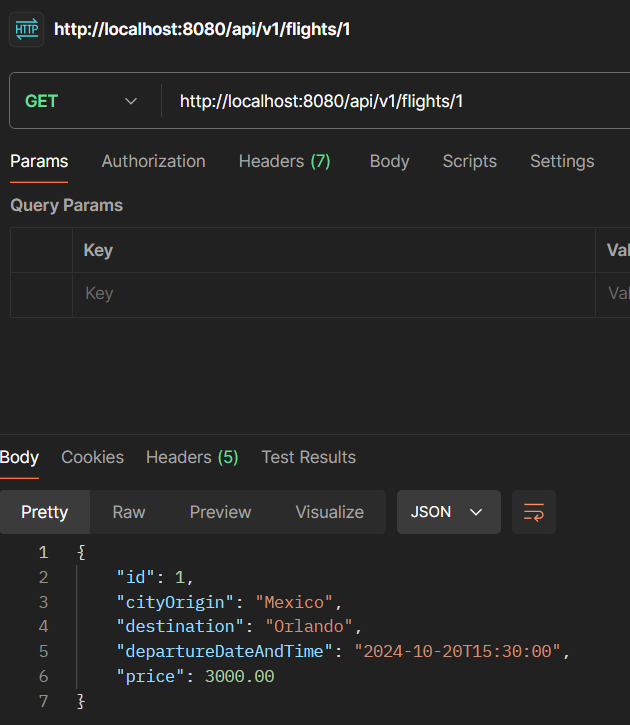 HTTP http://localhost:8080/api/v1/flights/1
GET http://localhost:8080/api/v1/flights/1
Params Authorization Headers (7) Body Scripts Settings
Query Params
Key Val
Key Val
Body Cookies Headers (5) Test Results
Pretty Raw Preview Visualize JSON
1 {
2 "id": 1,
3 "cityOrigin": "Mexico",
4 "destination": "Orlando",
5 "departureDateAndTime": "2024-10-20T15:30:00",
6 "price": 3000.00
7 }